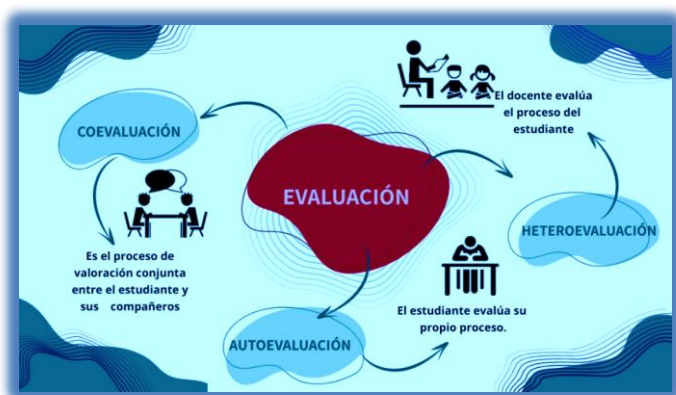 EVALUACIÓN
COEVALUACIÓN
Es el proceso de
valoración conjunta
entre el estudiante y
sus compañeros
AUTOEVALUACIÓN
El estudiante evalúa su
propio proceso.
HETEROEVALUACIÓN
El docente evalúa
el proceso del
estudiante